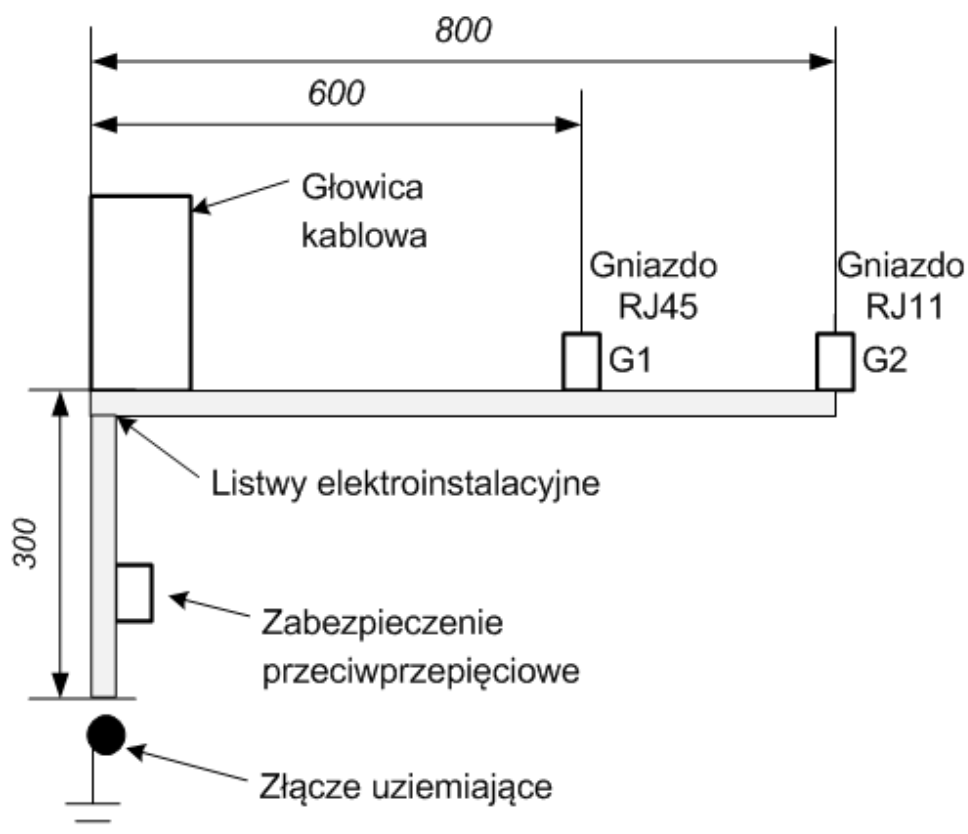 800
600
Głowica
kablowa
Gniazdo
RJ45
G1
Gniazdo
RJ11
G2
Listwy elektroinstalacyjne
300
Zabezpieczenie
przeciwprzepięciowe
Złącze uziemiające